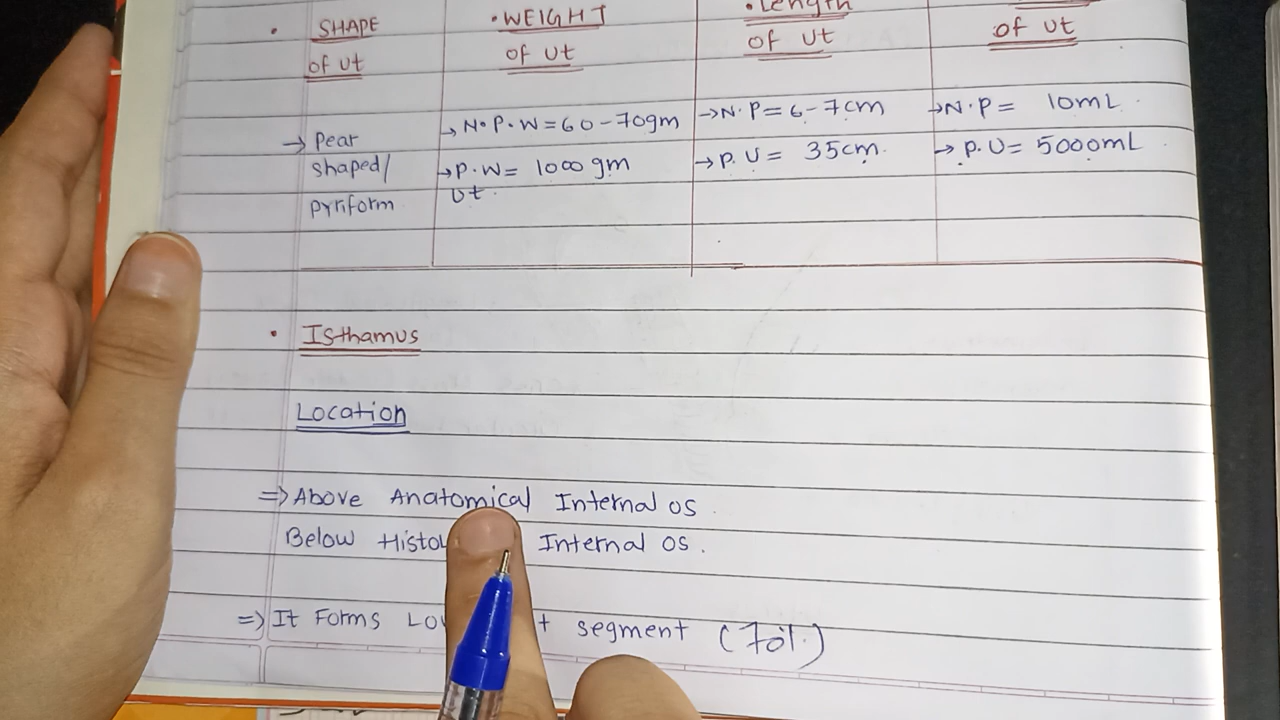 • SHAPE
of Ut
→ Pear
shaped/
pyriform
• WEIGHT
of Ut
→ N.P.W = 60-70gm
→ P.W = 1000 gm
Ut.
• Length
of Ut
→ N.P = 6-7cm
→ P.U = 35cm.
of Ut
→ N.P = 10mL
→ P.U = 5000mL
• Isthamus
Location
=> Above Anatomical Internal os.
Below Internal os.
=> It Forms segment (70%)